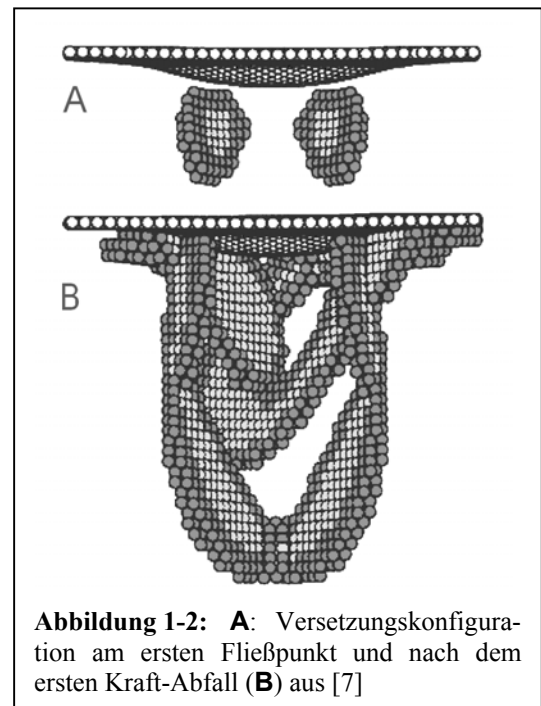 A
B
Abbildung 1-2: A: Versetzungskonfigura-
tion am ersten Fließpunkt und nach dem
ersten Kraft-Abfall (B) aus [7]